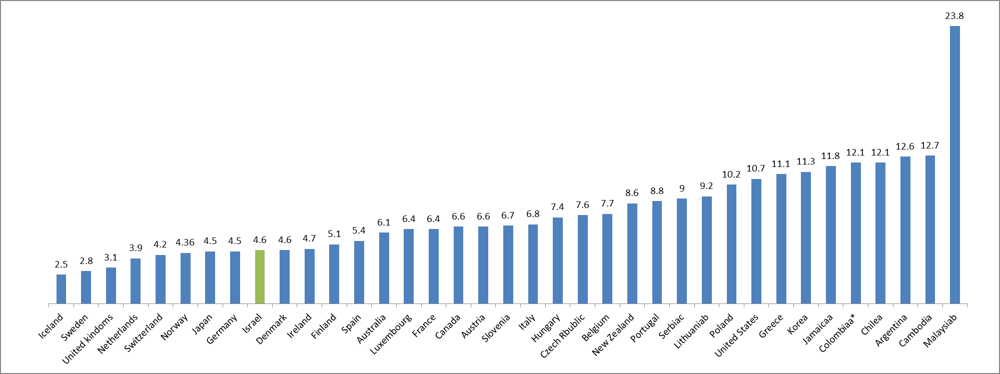 2.5
2.8
3.1
3.9
4.2
4.36
4.5
4.5
4.6
4.6
4.7
5.1
5.4
6.1
6.4
6.4
6.6
6.6
6.7
6.8
7.4
7.6
7.7
8.6
8.8
9
9.2
10.2
10.7
11.1
11.3
11.8
12.1
12.1
12.6
12.7
23.8
Iceland
Sweden
United kindoms
Netherlands
Switzerland
Norway
Japan
Germany
Israel
Denmark
Ireland
Finland
Spain
Australia
Luxembourg
France
Canada
Austria
Slovenia
Italy
Hungary
Czech Rbublic
Belgium
New Zealand
Portugal
Serbiac
Lithuaniab
Poland
United States
Greece
Korea
Jamaicaa
Colombiaa*
Chilea
Argentina
Cambodia
Malaysiab